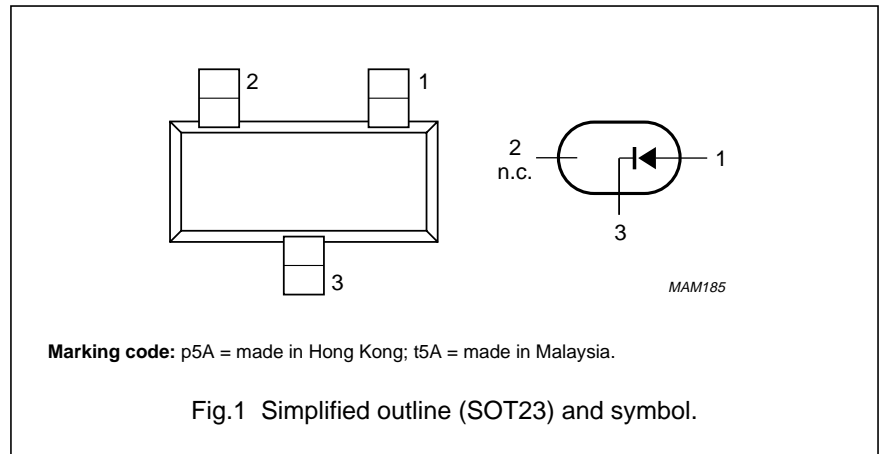 2
1
3
2
n.c.
1
3
MAM185
Marking code: p5A = made in Hong Kong; t5A = made in Malaysia.
Fig.1 Simplified outline (SOT23) and symbol.